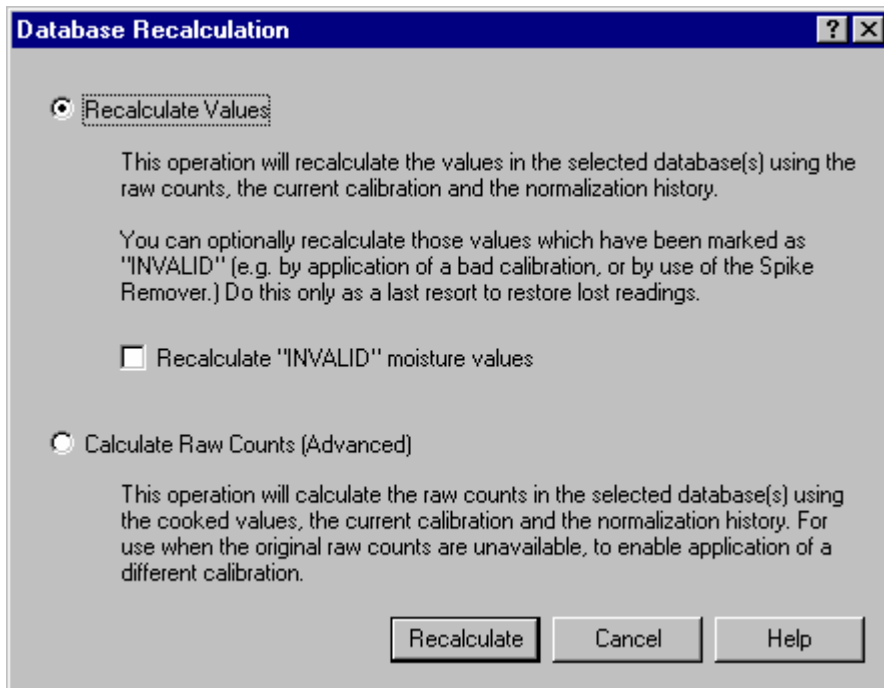 Database Recalculation
Recalculate Values
This operation will recalculate the values in the selected database(s) using the
raw counts, the current calibration and the normalization history.
You can optionally recalculate those values which have been marked as
"INVALID" (e.g. by application of a bad calibration, or by use of the Spike
Remover.) Do this only as a last resort to restore lost readings.
Recalculate "INVALID" moisture values
Calculate Raw Counts (Advanced)
This operation will calculate the raw counts in the selected database(s) using
the cooked values, the current calibration and the normalization history. For
use when the original raw counts are unavailable, to enable application of a
different calibration.
Recalculate Cancel Help